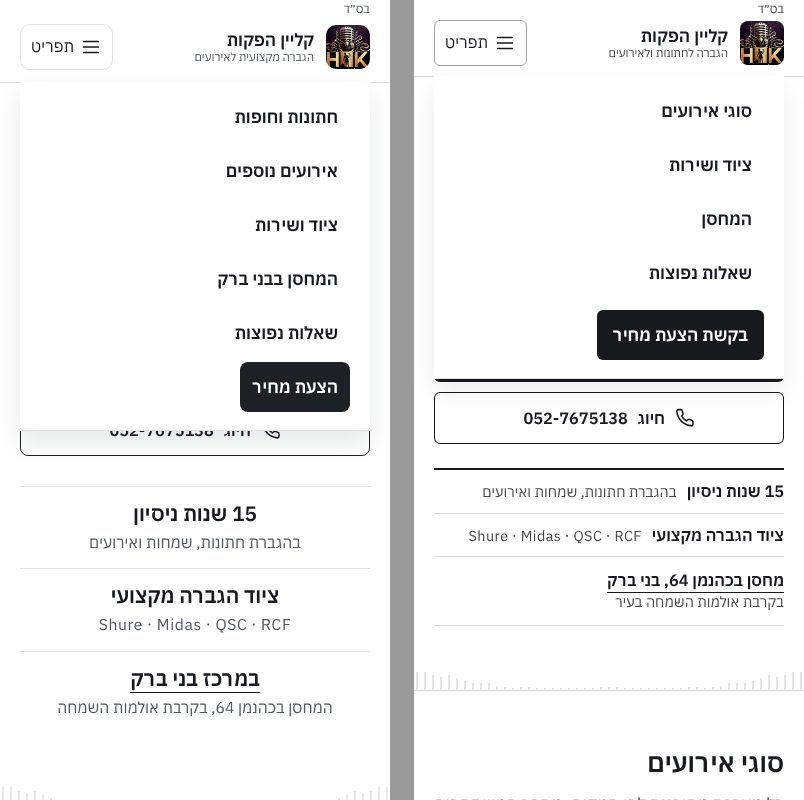 בס״ד
קליין הפקות
הגברה לחתונות ולאירועים
תפריט
סוגי אירועים
ציוד ושירות
המחסן
שאלות נפוצות
בקשת הצעת מחיר
חיוג 052-7675138
15 שנות ניסיון בהגברת חתונות, שמחות ואירועים
ציוד הגברה מקצועי Shure · Midas · QSC · RCF
מחסן בכהנמן 64, בני ברק
בקרבת אולמות השמחה בעיר
סוגי אירועים
בס״ד
קליין הפקות
הגברה מקצועית לאירועים
תפריט
חתונות וחופות
אירועים נוספים
ציוד ושירות
המחסן בבני ברק
שאלות נפוצות
הצעת מחיר
חיוג 052-7675138
15 שנות ניסיון
בהגברת חתונות, שמחות ואירועים
ציוד הגברה מקצועי
Shure · Midas · QSC · RCF
במרכז בני ברק
המחסן בכהנמן 64, בקרבת אולמות השמחה